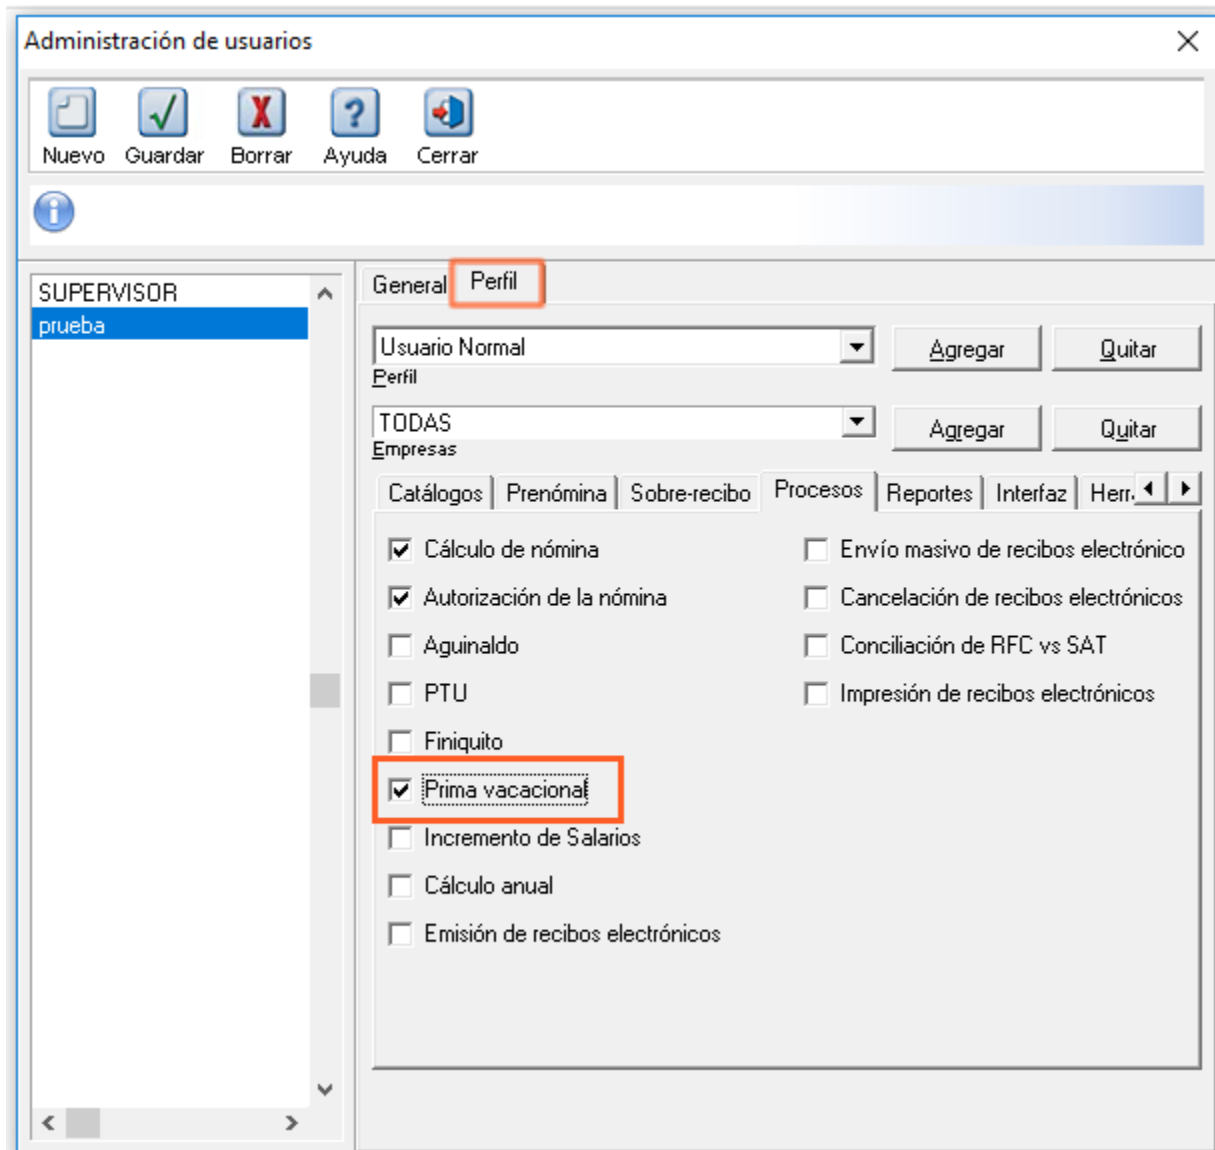 Administración de usuarios
Nuevo Guardar Borrar Ayuda Cerrar
SUPERVISOR
prueba
General Perfil
Usuario Normal Agregar Quitar
Perfil
TODAS Agregar Quitar
Empresas
Catálogos Prenómina Sobre-recibo Procesos Reportes Interfaz Herr
Cálculo de nómina Envío masivo de recibos electrónico
Autorización de la nómina Cancelación de recibos electrónicos
Aguinaldo Conciliación de RFC vs SAT
PTU Impresión de recibos electrónicos
Finiquito
Prima vacacional
Incremento de Salarios
Cálculo anual
Emisión de recibos electrónicos